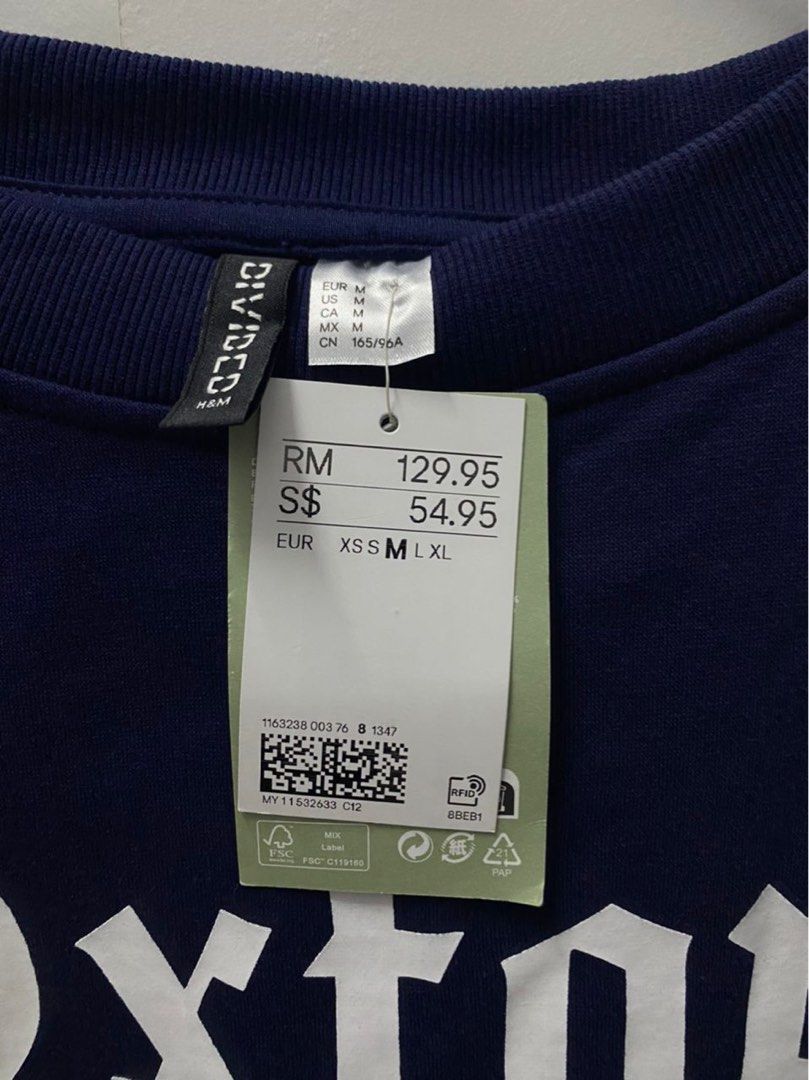 DIVIDED
H&M
EUR M
US M
CA M
MX M
CN 165/96A
RM 129.95
S$ 54.95
EUR XS S M L XL
1163238 003 76 8 1347
MY 11532633 C12
RFID
8BEB1
FSC
MIX
Label
FSC™ C119160
紙
21
PAP